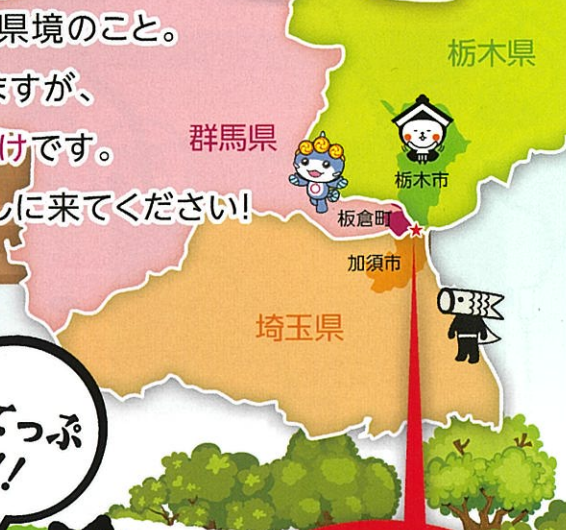 県境のこと。
ますが、
けです。
しに来てください!
栃木県
群馬県
栃木市
板倉町
加須市
埼玉県
てっぷ
!!